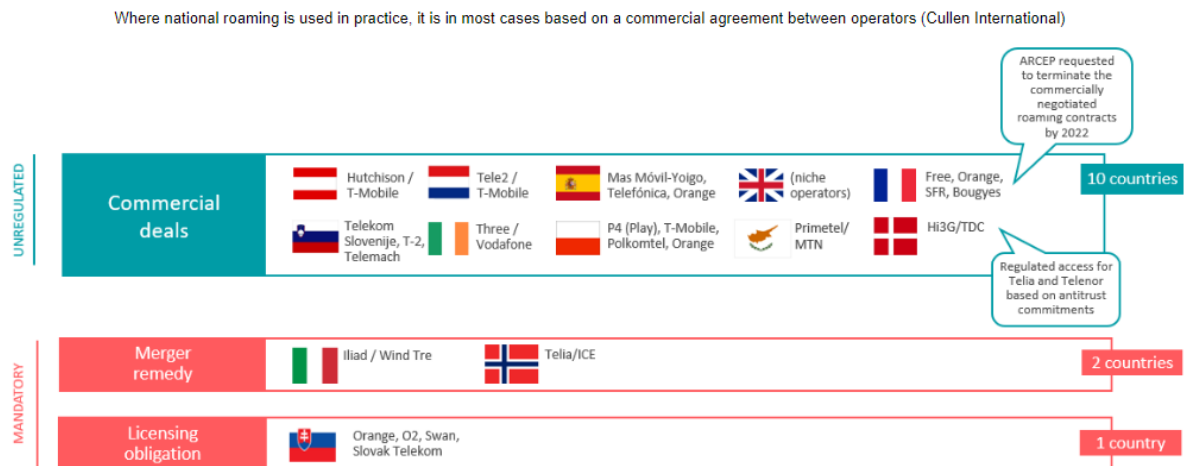 Where national roaming is used in practice, it is in most cases based on a commercial agreement between operators (Cullen International)
ARCEP requested
to terminate the
commercially
negotiated
roaming contracts
by 2022
UNREGULATED
Commercial
deals
Hutchison /
T-Mobile
Tele2 /
T-Mobile
Mas Móvil-Yoigo,
Telefónica, Orange
(niche
operators)
Free, Orange,
SFR, Bougyes
10 countries
Telekom
Slovenije, T-2,
Telemach
Three /
Vodafone
P4 (Play), T-Mobile,
Polkomtel, Orange
Primetel/
MTN
Hi3G/TDC
Regulated access for
Telia and Telenor
based on antitrust
commitments
MANDATORY
Merger
remedy
Iliad / Wind Tre
Telia/ICE
2 countries
Licensing
obligation
Orange, O2, Swan,
Slovak Telekom
1 country